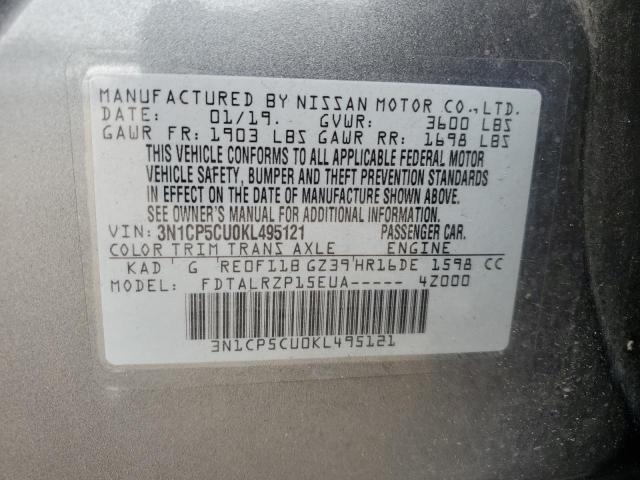 MANUFACTURED BY NISSAN MOTOR CO., LTD.
DATE: 01/19. GVWR: 3600 LBS
GAWR FR: 1903 LBS GAWR RR: 1698 LBS
THIS VEHICLE CONFORMS TO ALL APPLICABLE FEDERAL MOTOR
VEHICLE SAFETY, BUMPER AND THEFT PREVENTION STANDARDS
IN EFFECT ON THE DATE OF MANUFACTURE SHOWN ABOVE.
SEE OWNER'S MANUAL FOR ADDITIONAL INFORMATION.
VIN: 3N1CP5CU0KL495121 PASSENGER CAR.
COLOR TRIM TRANS AXLE ENGINE
KAD G RE0F11B GZ39 HR16DE 1598 CC
MODEL: FDTALRZP15EUA----- 4Z000
3N1CP5CU0KL495121